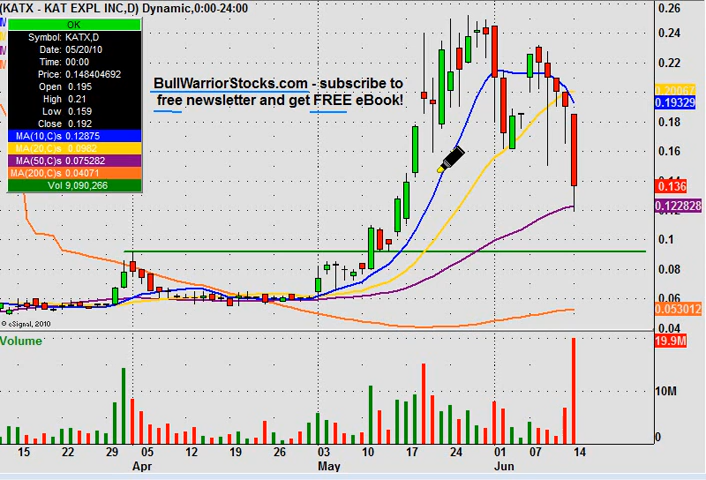 (KATX - KAT EXPL INC,D) Dynamic,0:00-24:00
OK
Symbol: KATX,D
Date: 05/20/10
Time: 00:00
Price: 0.148404692
Open 0.195
High 0.21
Low 0.159
Close 0.192
MA(10,C)s 0.12875
MA(20,C)s 0.0962
MA(50,C)s 0.075282
MA(200,C)s 0.04071
Vol 9,090,266
BullWarriorStocks.com - subscribe to
free newsletter and get FREE eBook!
0.26
0.24
0.22
0.19329
0.18
0.16
0.136
0.122828
0.1
0.08
0.06
0.053012
0.04
© eSignal, 2010
Volume
19.9M
10M
0
15 22 29 05 12 19 26 03 10 17 24 01 07 14
Apr May Jun